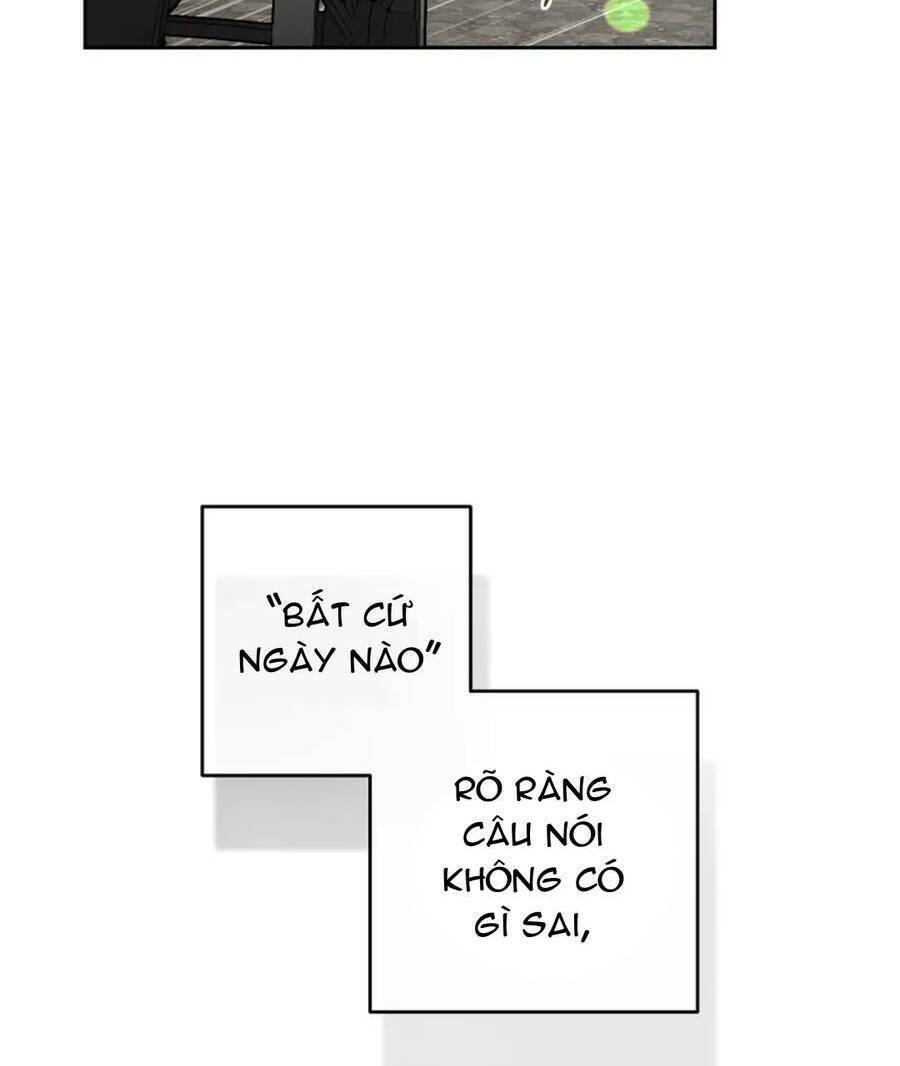 “BẤT CỨ
NGÀY NÀO”
RÕ RÀNG
CÂU NÓI
KHÔNG CÓ
GÌ SAI,